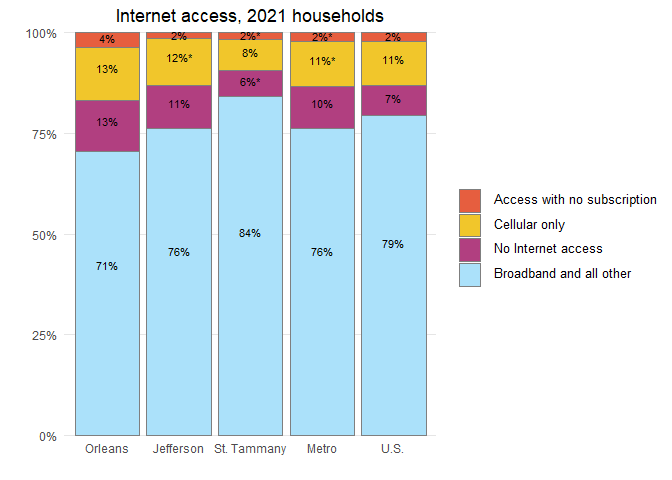 Internet access, 2021 households
100%
75%
50%
25%
0%
4%
13%
13%
71%
2%
12%*
11%
76%
2%*
8%
6%*
84%
2%*
11%*
10%
76%
2%
11%
7%
79%
Orleans
Jefferson
St. Tammany
Metro
U.S.
Access with no subscription
Cellular only
No Internet access
Broadband and all other